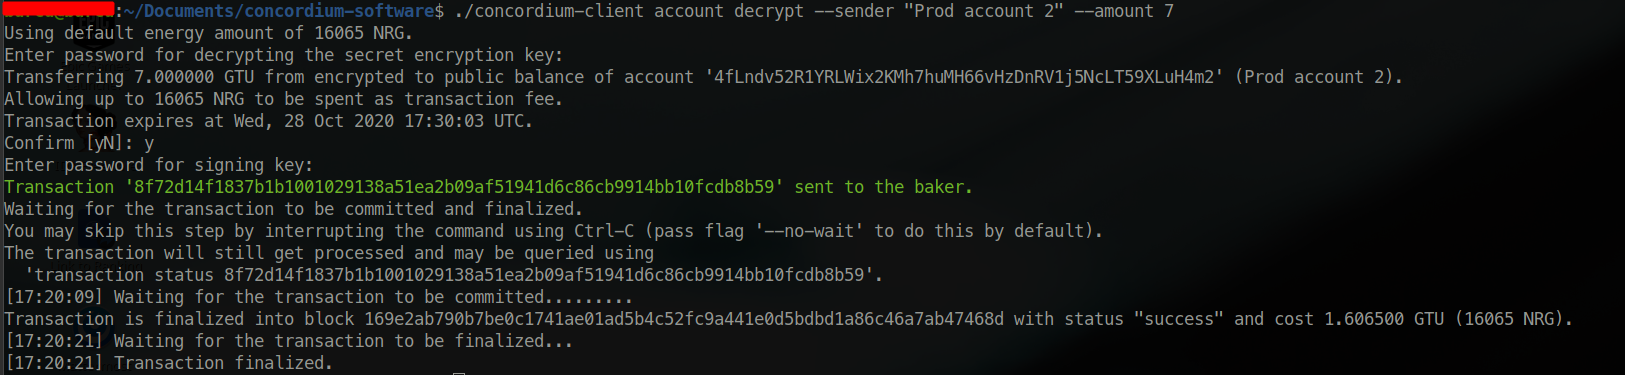 :~/Documents/concordium-software$ ./concordium-client account decrypt --sender "Prod account 2" --amount 7
Using default energy amount of 16065 NRG.
Enter password for decrypting the secret encryption key:
Transferring 7.000000 GTU from encrypted to public balance of account '4fLndv52R1YRLWix2KMh7huMH66vHzDnRV1j5NcLT59XLuH4m2' (Prod account 2).
Allowing up to 16065 NRG to be spent as transaction fee.
Transaction expires at Wed, 28 Oct 2020 17:30:03 UTC.
Confirm [yN]: y
Enter password for signing key:
Transaction '8f72d14f1837b1b1001029138a51ea2b09af51941d6c86cb9914bb10fcdb8b59' sent to the baker.
Waiting for the transaction to be committed and finalized.
You may skip this step by interrupting the command using Ctrl-C (pass flag '--no-wait' to do this by default).
The transaction will still get processed and may be queried using
  'transaction status 8f72d14f1837b1b1001029138a51ea2b09af51941d6c86cb9914bb10fcdb8b59'.
[17:20:09] Waiting for the transaction to be committed.........
Transaction is finalized into block 169e2ab790b7be0c1741ae01ad5b4c52fc9a441e0d5bdbd1a86c46a7ab47468d with status "success" and cost 1.606500 GTU (16065 NRG).
[17:20:21] Waiting for the transaction to be finalized...
[17:20:21] Transaction finalized.